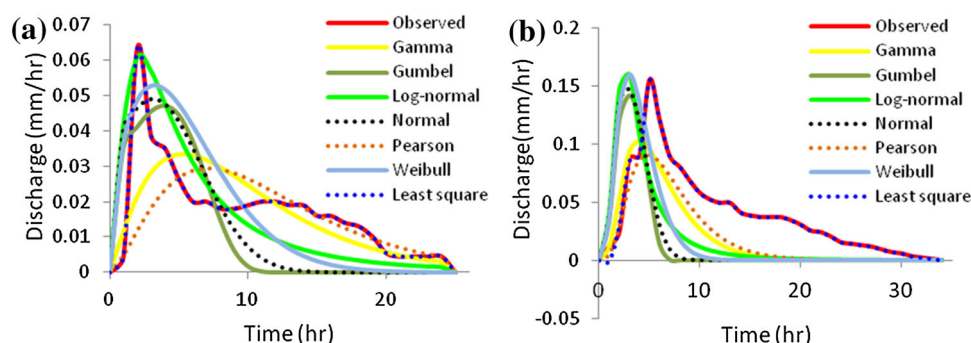 (a)
0.07
0.06
0.05
0.04
0.03
0.02
0.01
0
Discharge (mm/hr)
0
10
20
Time (hr)
Observed
Gamma
Gumbel
Log-normal
Normal
Pearson
Weibull
Least square
(b)
0.2
0.15
0.1
0.05
0
-0.05
Discharge(mm/hr)
0
10
20
30
Time (hr)
Observed
Gamma
Gumbel
Log-normal
Normal
Pearson
Weibull
Least square